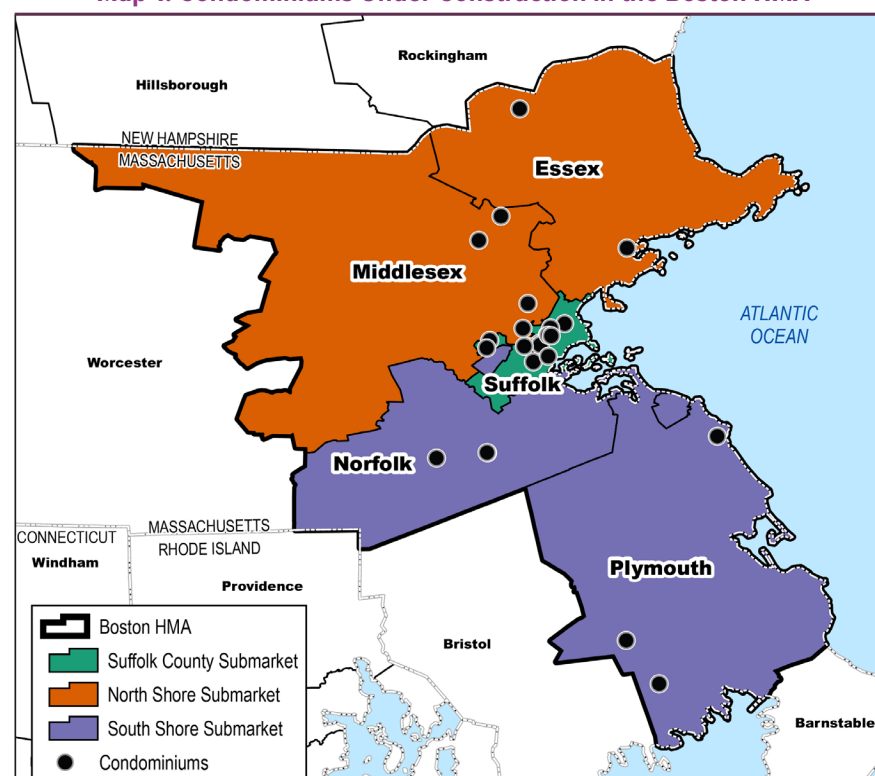 Rockingham
Hillsborough
NEW HAMPSHIRE
MASSACHUSETTS
Essex
Middlesex
ATLANTIC
OCEAN
Worcester
Suffolk
Norfolk
MASSACHUSETTS
CONNECTICUT
RHODE ISLAND
Windham
Plymouth
Providence
Boston HMA
Bristol
Suffolk County Submarket
North Shore Submarket
South Shore Submarket
Barnstable
Condominiums